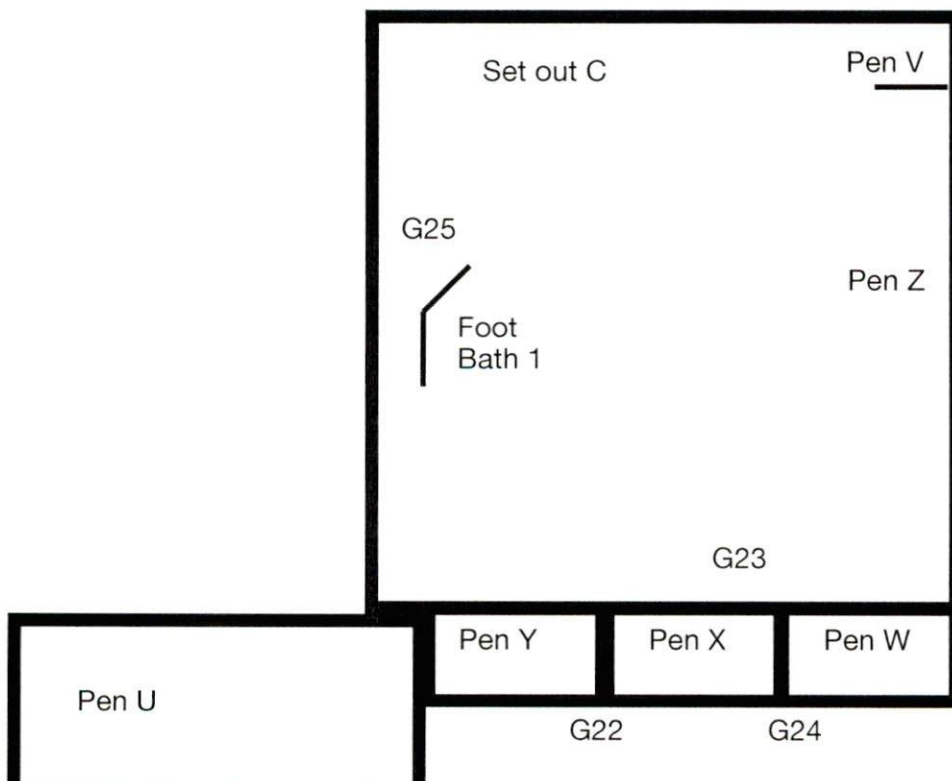 Set out C
Pen V
G25
Pen Z
Foot
Bath 1
G23
Pen Y
Pen X
Pen W
Pen U
G22
G24